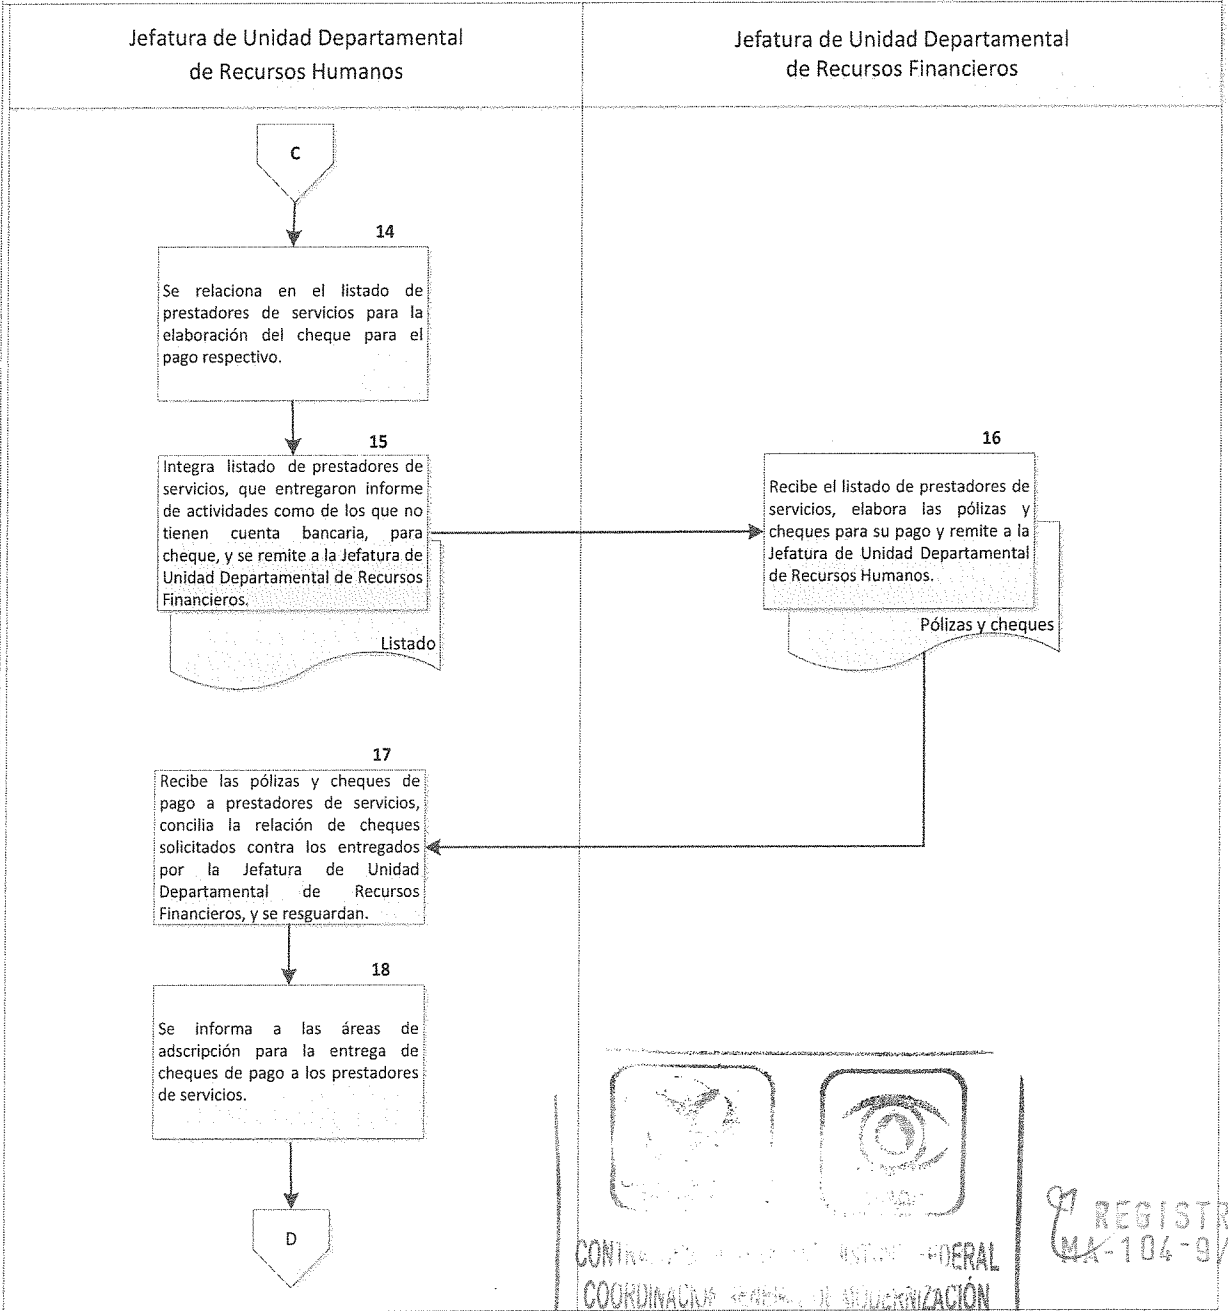 Jefatura de Unidad Departamental
de Recursos Humanos
Jefatura de Unidad Departamental
de Recursos Financieros
C
14
Se relaciona en el listado de
prestadores de servicios para la
elaboración del cheque para el
pago respectivo.
15
Integra listado de prestadores de
servicios, que entregaron informe
de actividades como de los que no
tienen cuenta bancaria, para
cheque, y se remite a la Jefatura de
Unidad Departamental de Recursos
Financieros.
Listado
16
Recibe el listado de prestadores de
servicios, elabora las pólizas y
cheques para su pago y remite a la
Jefatura de Unidad Departamental
de Recursos Humanos.
Pólizas y cheques
17
Recibe las pólizas y cheques de
pago a prestadores de servicios,
concilia la relación de cheques
solicitados contra los entregados
por la Jefatura de Unidad
Departamental de Recursos
Financieros, y se resguardan.
18
Se informa a las áreas de
adscripción para la entrega de
cheques de pago a los prestadores
de servicios.
D
COORDINACIÓN GENERAL DE MODERNIZACIÓN
REGISTR
MA-104-9/